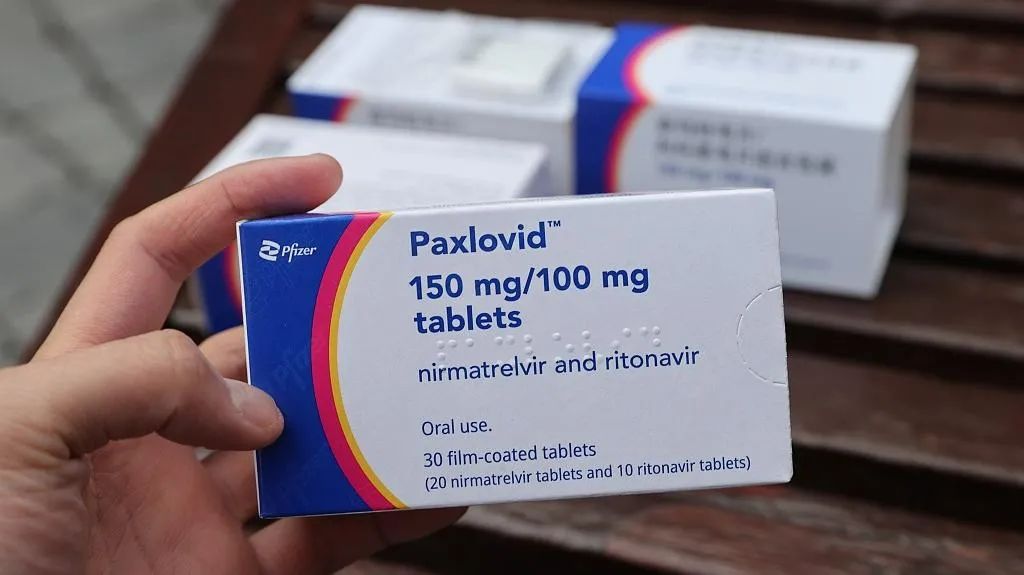 Pfizer
Paxlovid™
150 mg/100 mg
tablets
nirmatrelvir and ritonavir
Oral use.
30 film-coated tablets
(20 nirmatrelvir tablets and 10 ritonavir tablets)